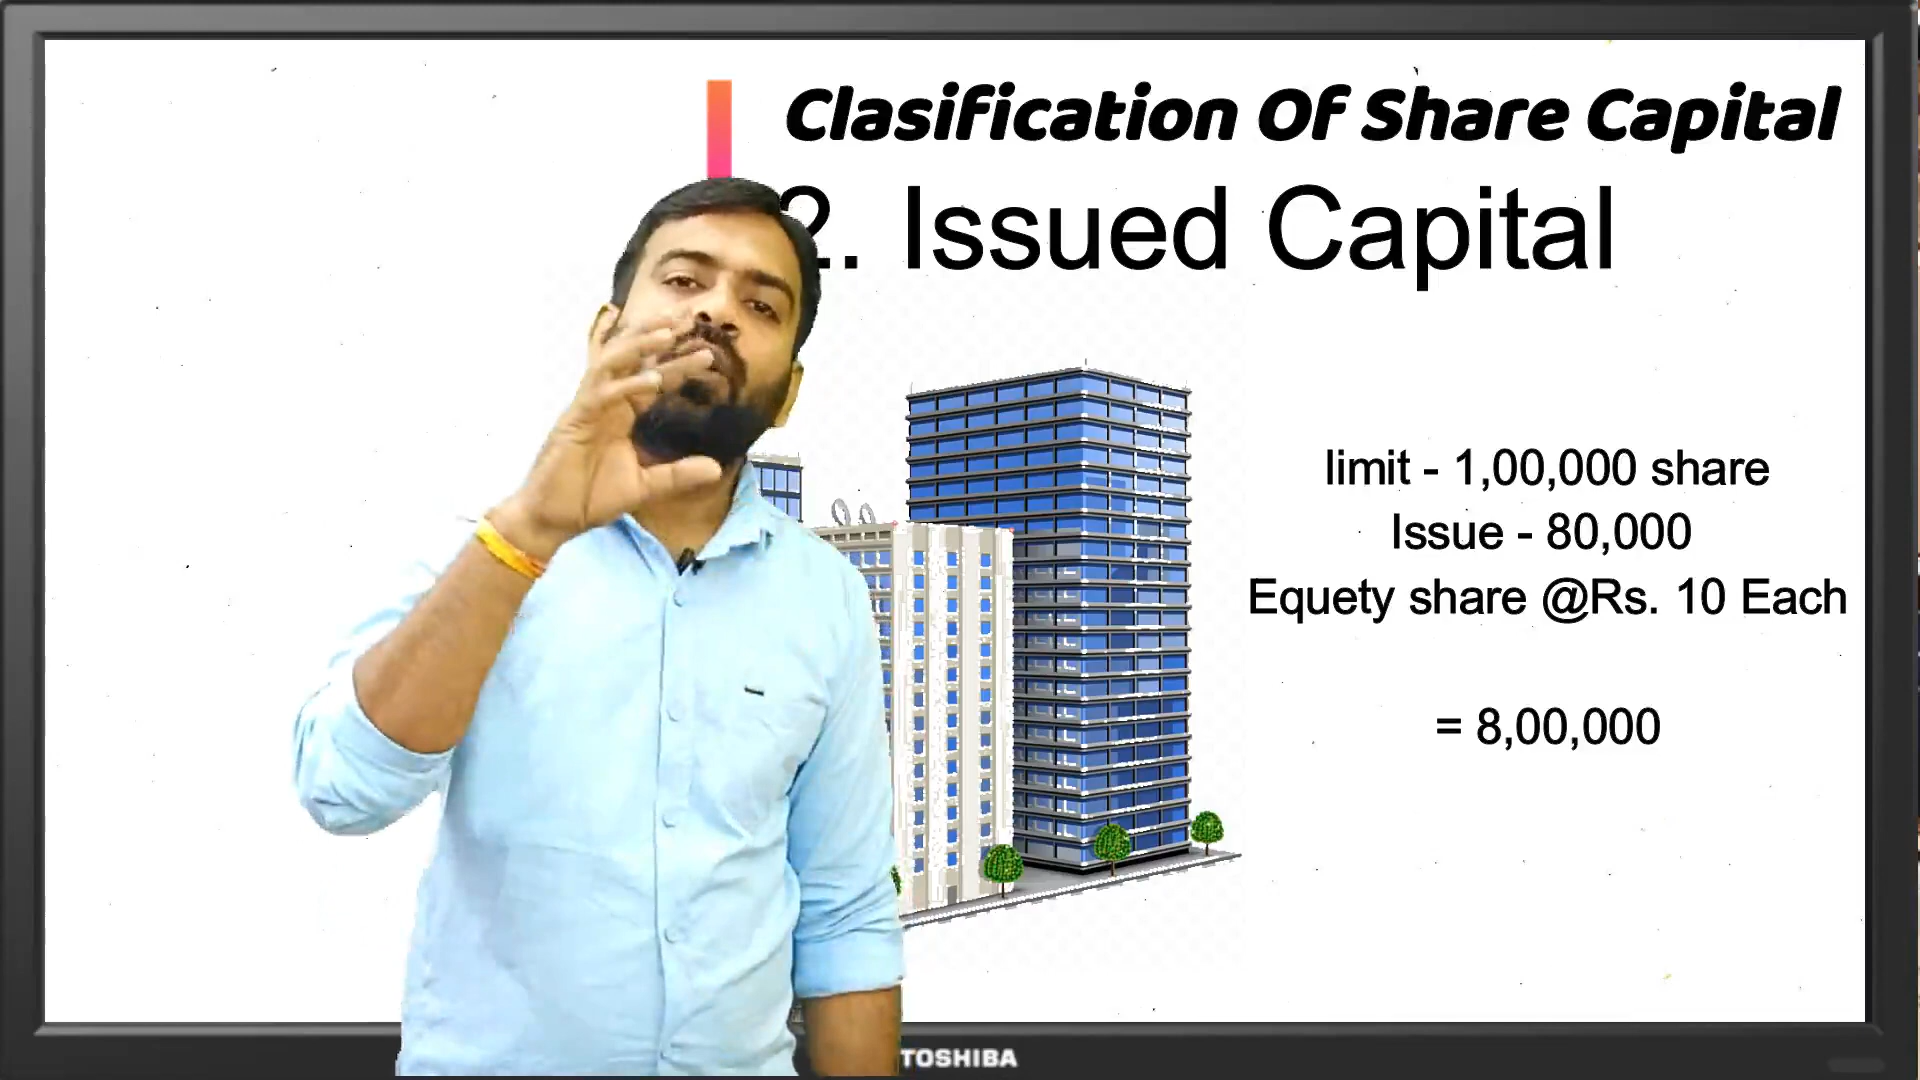 Clasification Of Share Capital
2. Issued Capital
limit - 1,00,000 share
Issue - 80,000
Equety share @Rs. 10 Each
= 8,00,000
TOSHIBA